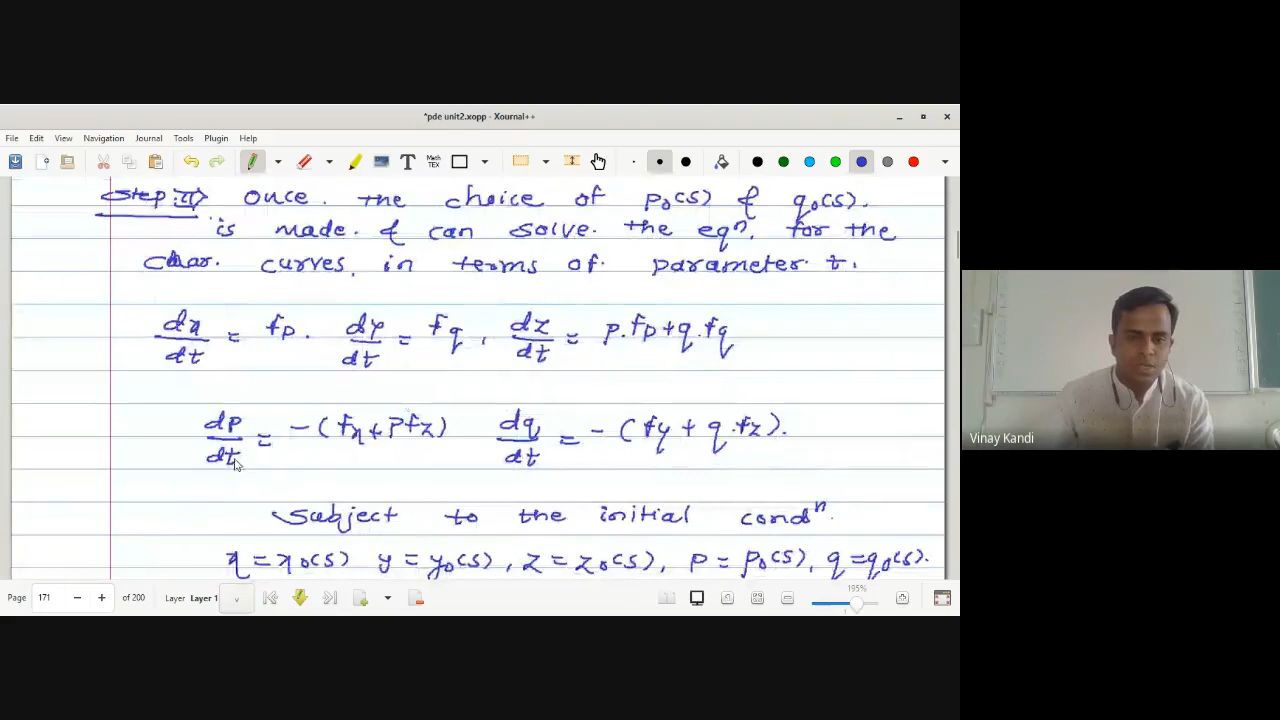 *pde unit2.xopp - Xournal++
File Edit View Navigation Journal Tools Plugin Help
Step :II⇒ Once. the choice of p₀(s) & q₀(s).
is made. & can solve. the eqⁿ. for the
char. curves, in terms of. parameter t.
dx/dt = fp. dy/dt = fq, dz/dt = p.fp+q.fq
dp/dt = -(fx+pfz) dq/dt = -(fy+q.fz).
Subject to the initial condⁿ.
x = x₀(s) y = y₀(s), z = z₀(s), p = p₀(s), q = q₀(s).
Page 171 of 200 Layer Layer 1 195%
Vinay Kandi